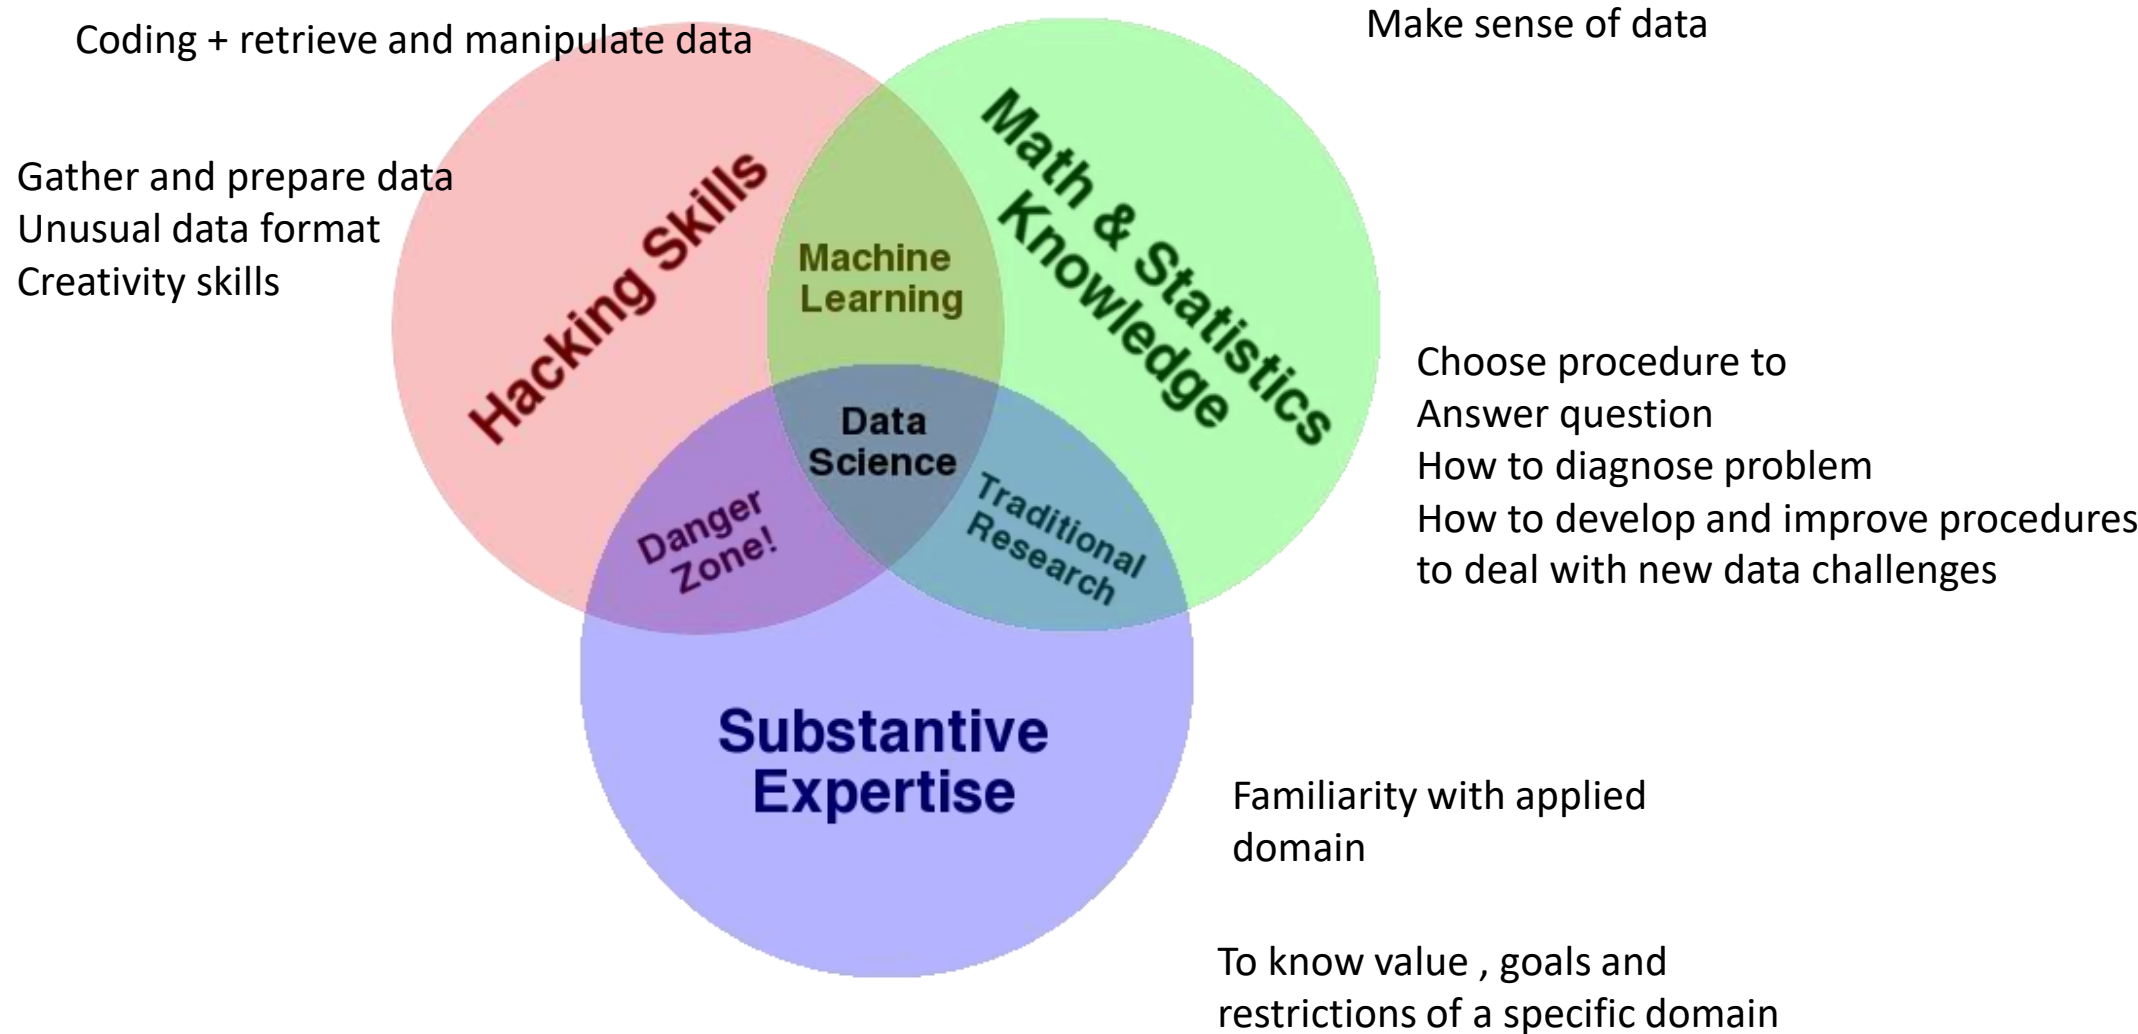 Coding + retrieve and manipulate data
Make sense of data
Gather and prepare data
Unusual data format
Creativity skills
Hacking Skills
Math & Statistics
Knowledge
Machine
Learning
Choose procedure to
Answer question
How to diagnose problem
How to develop and improve procedures
to deal with new data challenges
Data
Science
Danger
Zone!
Traditional
Research
Substantive
Expertise
Familiarity with applied
domain
To know value , goals and
restrictions of a specific domain